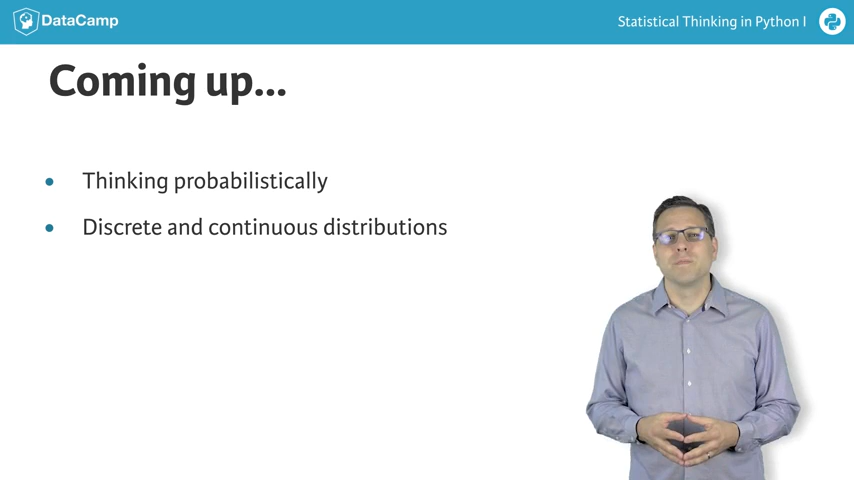 DataCamp
Statistical Thinking in Python I
Coming up...
• Thinking probabilistically
• Discrete and continuous distributions